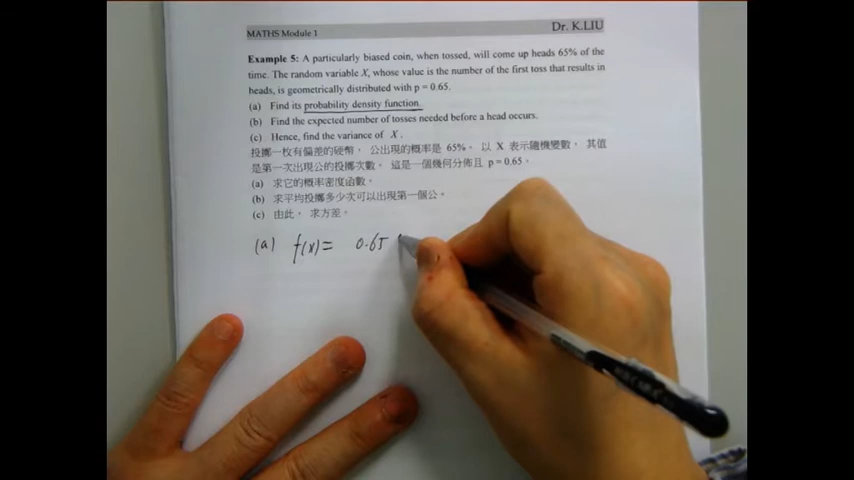 MATHS Module 1 Dr. K.LIU
Example 5: A particularly biased coin, when tossed, will come up heads 65% of the
time. The random variable X, whose value is the number of the first toss that results in
heads, is geometrically distributed with p = 0.65.
(a) Find its probability density function.
(b) Find the expected number of tosses needed before a head occurs.
(c) Hence, find the variance of X.
投擲一枚有偏差的硬幣，公出現的概率是 65%。以 X 表示隨機變數，其值
是第一次出現公的投擲次數。這是一個幾何分佈且 p = 0.65。
(a) 求它的概率密度函數。
(b) 求平均投擲多少次可以出現第一個公。
(c) 由此，求方差。
(a) f(x) = 0.65